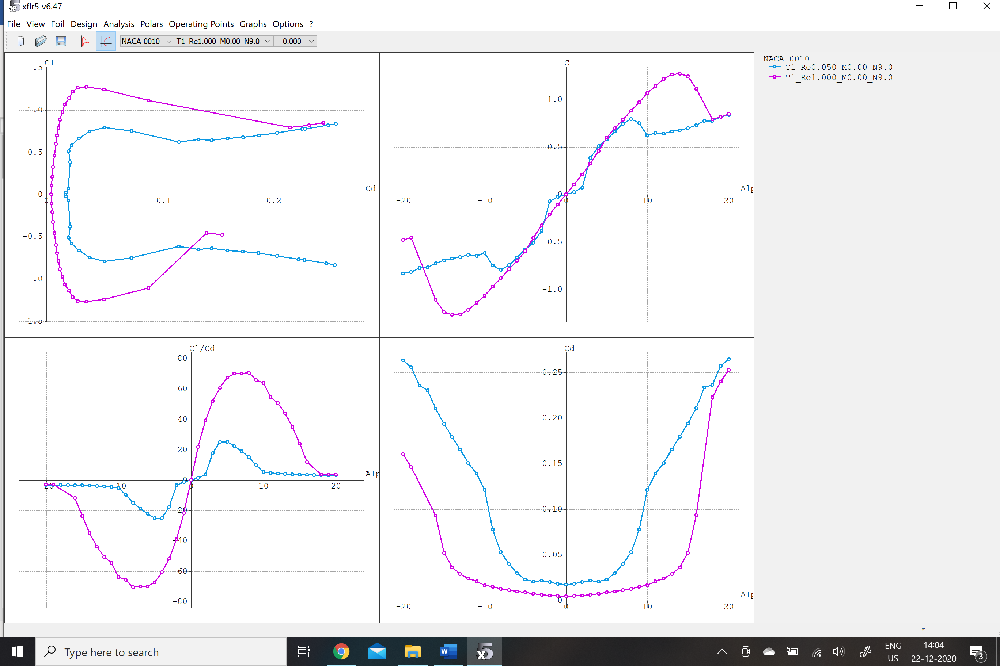 xflr5 v6.47
File View Foil Design Analysis Polars Operating Points Graphs Options ?
NACA 0010 T1_Re1.000_M0.00_N9.0 0.000
Cl
1.5
1.0
0.5
0
-0.5
-1.0
-1.5
0 0.1 0.2
Cd
Cl
1.0
0.5
0
-0.5
-1.0
-20 -10 0 10 20
Alp
NACA 0010
T1_Re0.050_M0.00_N9.0
T1_Re1.000_M0.00_N9.0
Cl/Cd
80
60
40
20
0
-20
-40
-60
-80
-20 -10 0 10 20
Alp
Cd
0.25
0.20
0.15
0.10
0.05
0
-20 -10 0 10 20
Alp
*
Type here to search
W
x5
ENG
US
14:04
22-12-2020
3